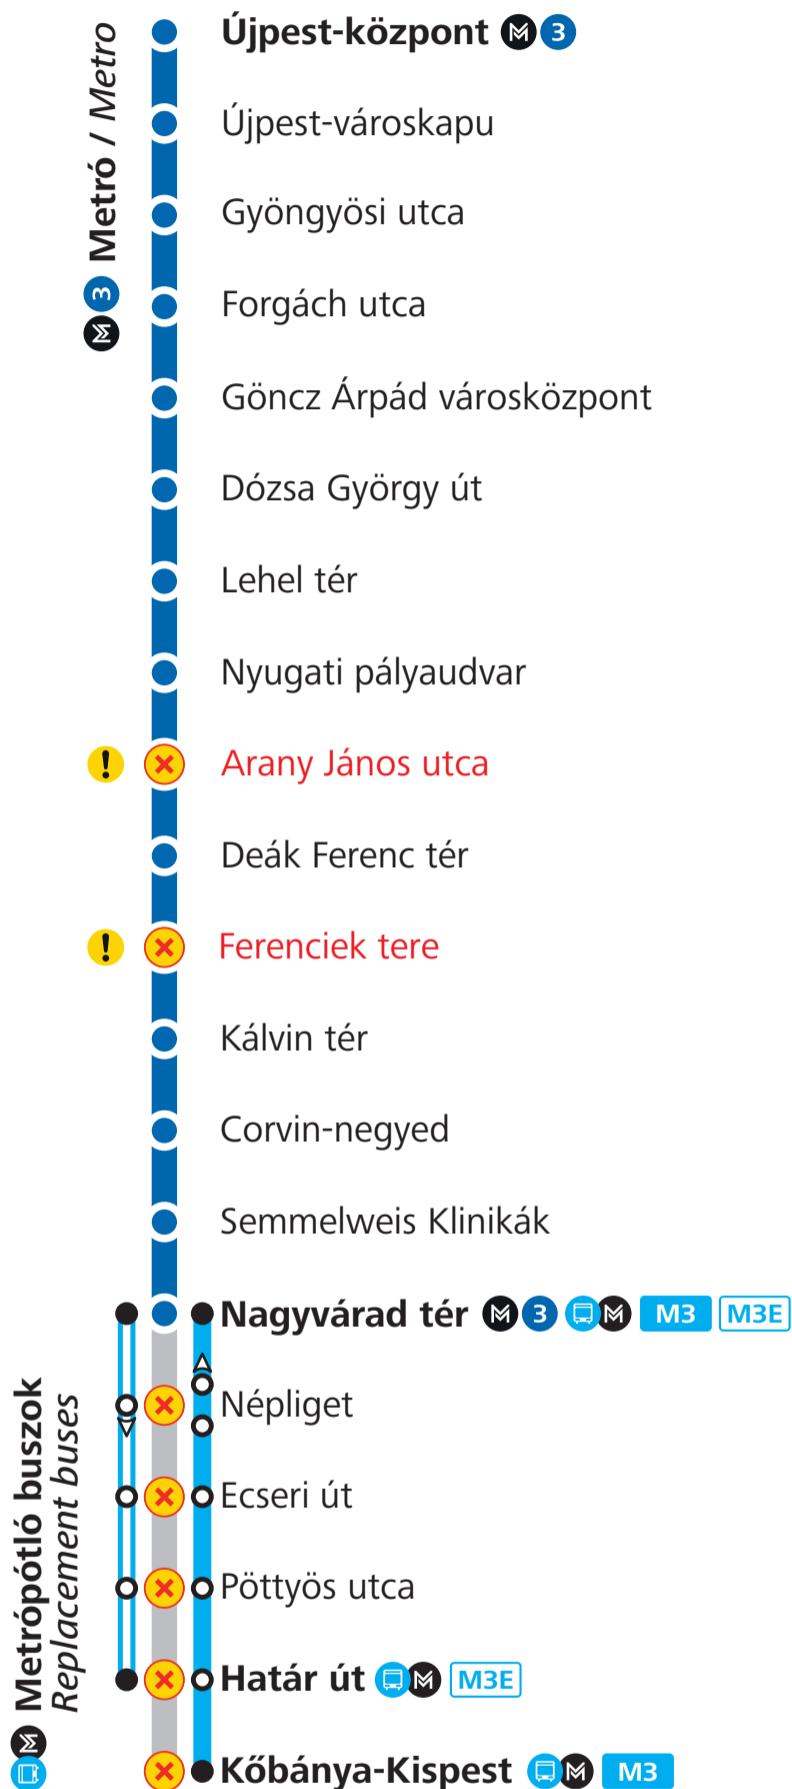 Újpest-központ M 3
M 3 Metró / Metro
Újpest-városkapu
Gyöngyösi utca
Forgách utca
Göncz Árpád városközpont
Dózsa György út
Lehel tér
Nyugati pályaudvar
! Arany János utca
Deák Ferenc tér
! Ferenciek tere
Kálvin tér
Corvin-negyed
Semmelweis Klinikák
Nagyvárad tér M 3 M M3 M3E
M Metrópótló buszok
Replacement buses
Népliget
Ecseri út
Pöttyös utca
Határ út M M3E
Kőbánya-Kispest M M3